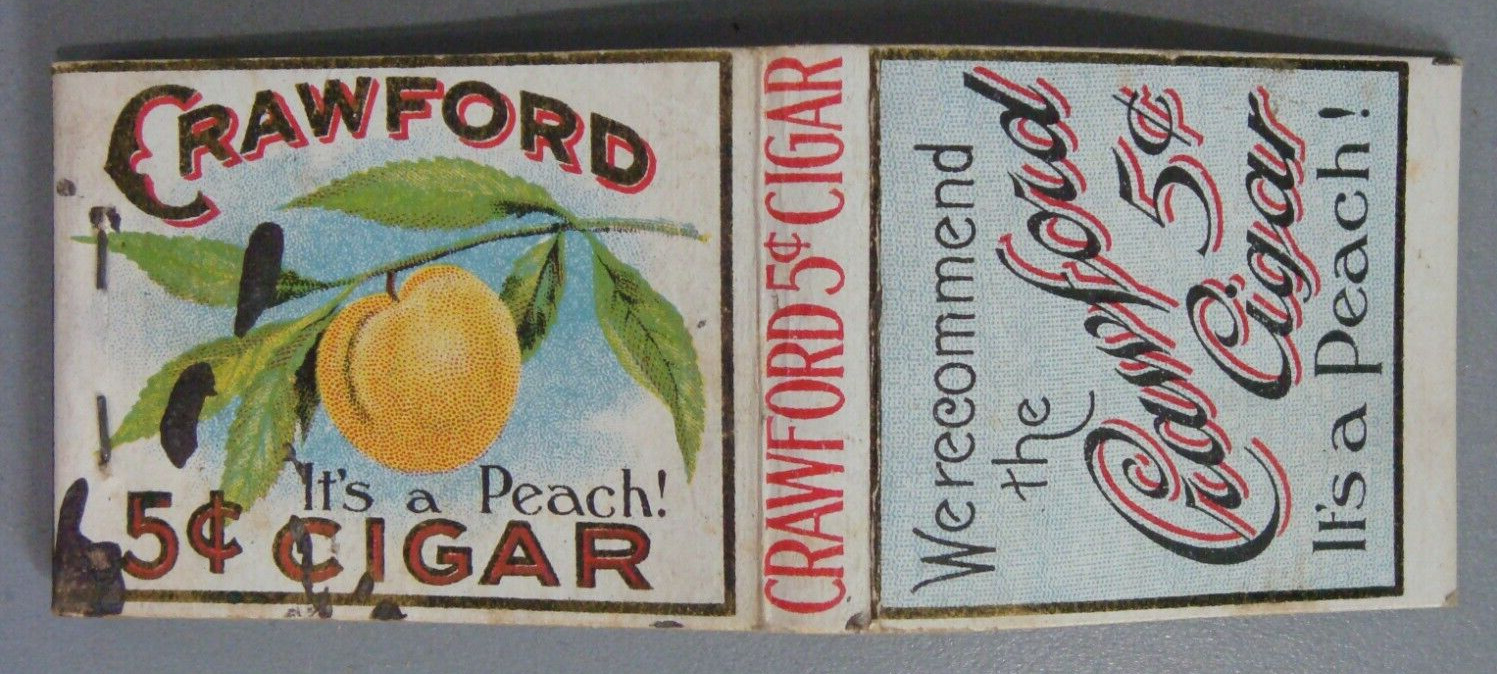 CRAWFORD
It's a Peach!
5¢ CIGAR
CRAWFORD 5¢ CIGAR
We recommend
the
Crawford
5¢
Cigar
It's a Peach!